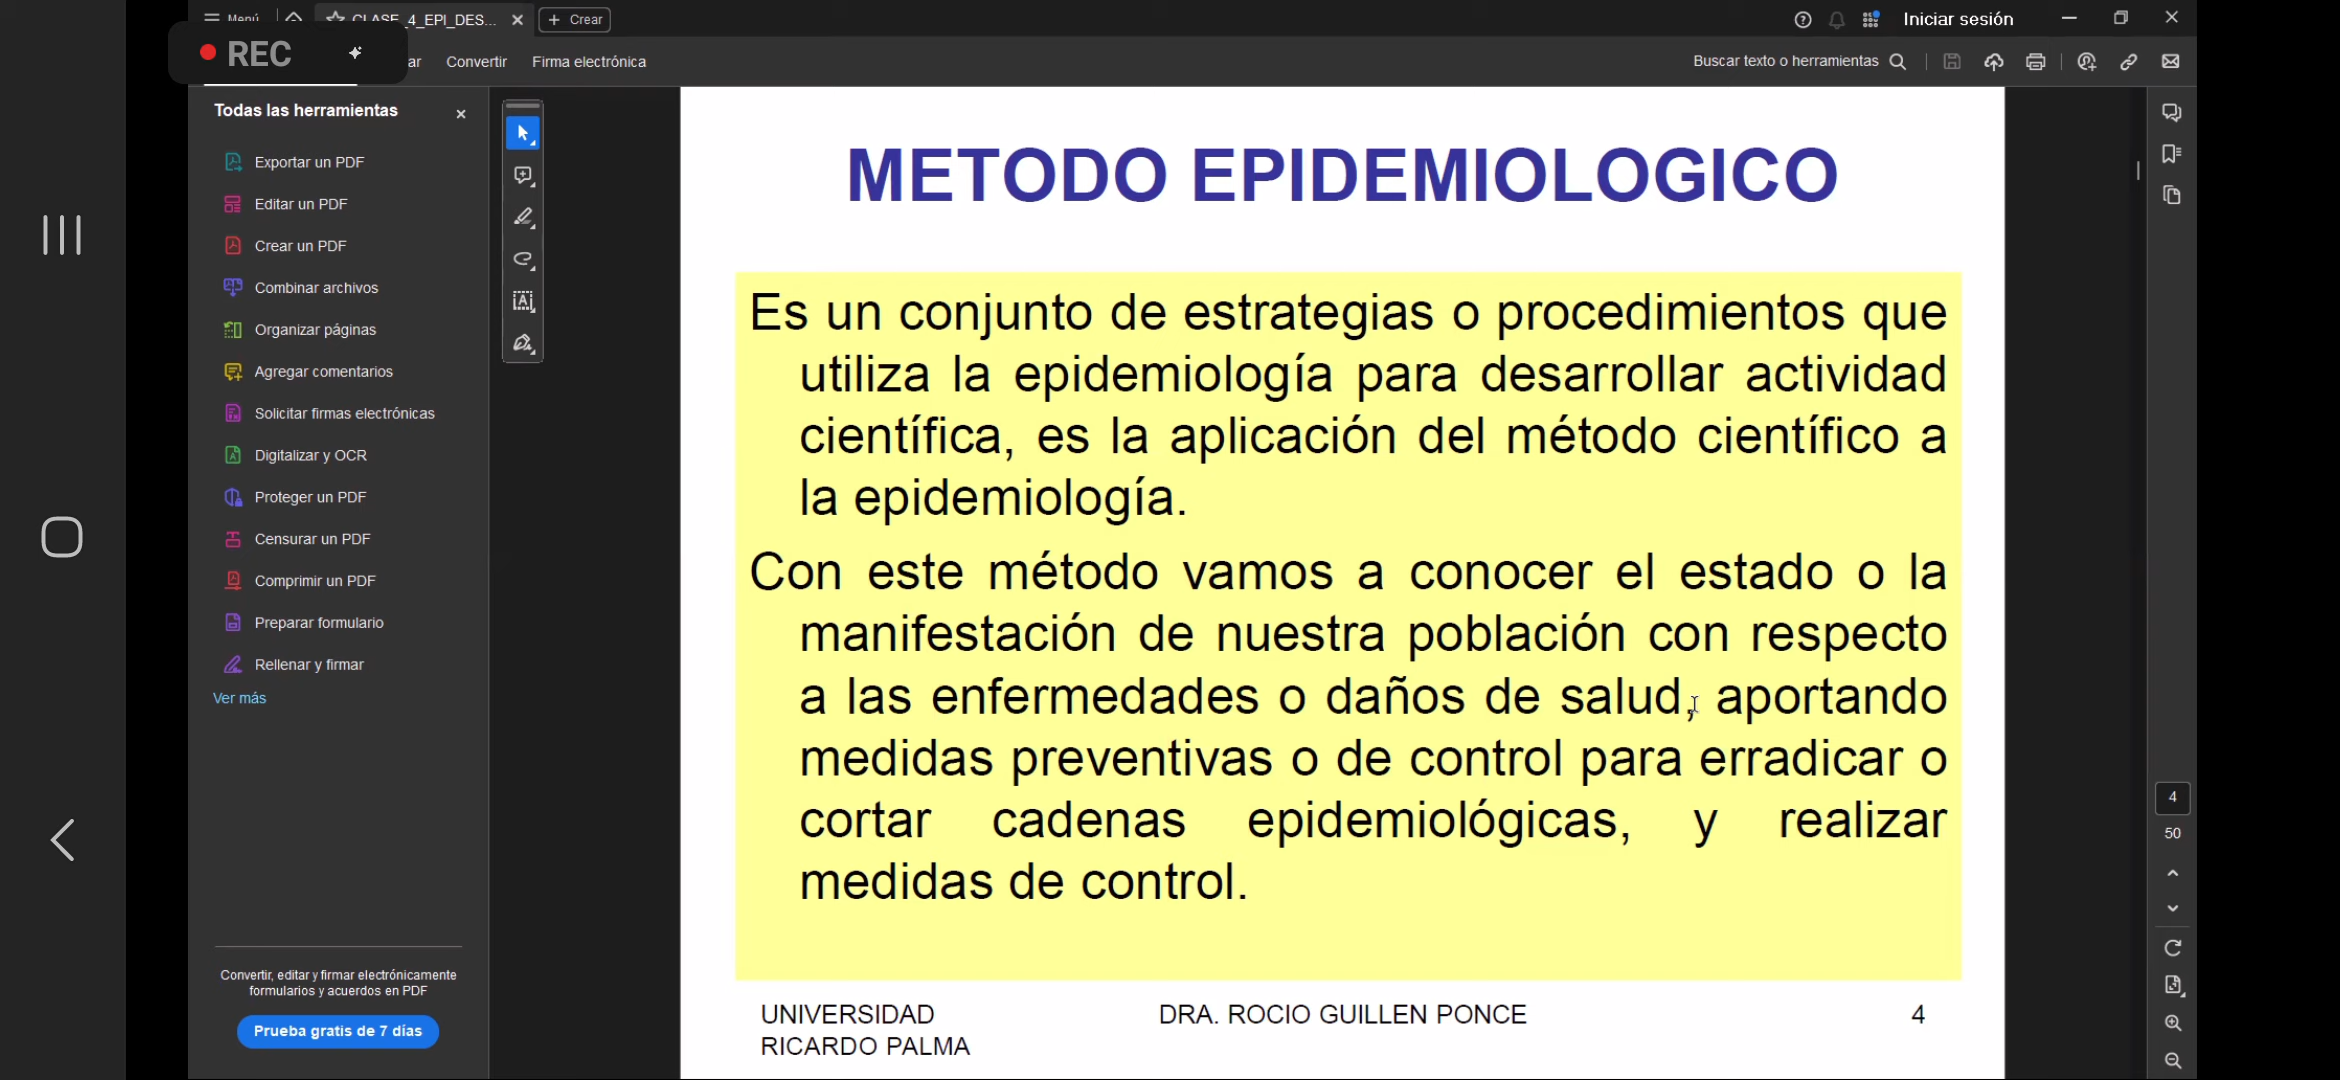 Menú
CLASE_4_EPI_DES...
Crear
Iniciar sesión
REC
ar
Convertir
Firma electrónica
Buscar texto o herramientas
Todas las herramientas
Exportar un PDF
Editar un PDF
Crear un PDF
Combinar archivos
Organizar páginas
Agregar comentarios
Solicitar firmas electrónicas
Digitalizar y OCR
Proteger un PDF
Censurar un PDF
Comprimir un PDF
Preparar formulario
Rellenar y firmar
Ver más
Convertir, editar y firmar electrónicamente
formularios y acuerdos en PDF
Prueba gratis de 7 días
METODO EPIDEMIOLOGICO
Es un conjunto de estrategias o procedimientos que
utiliza la epidemiología para desarrollar actividad
científica, es la aplicación del método científico a
la epidemiología.
Con este método vamos a conocer el estado o la
manifestación de nuestra población con respecto
a las enfermedades o daños de salud, aportando
medidas preventivas o de control para erradicar o
cortar cadenas epidemiológicas, y realizar
medidas de control.
UNIVERSIDAD
RICARDO PALMA
DRA. ROCIO GUILLEN PONCE
4
4
50